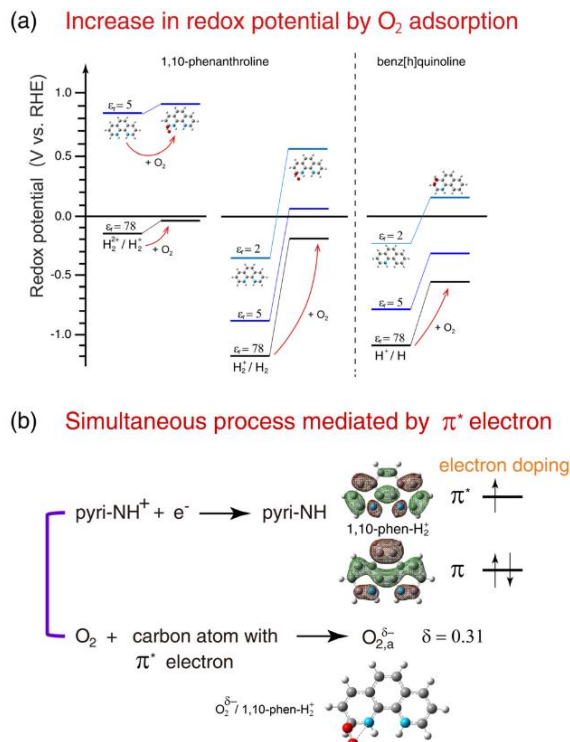 (a) Increase in redox potential by O₂ adsorption
1,10-phenanthroline
benz[h]quinoline
Redox potential (V vs. RHE)
1.0
0.5
0.0
-0.5
-1.0
εᵣ= 5
+ O₂
εᵣ= 78
H₂²⁺/ H₂⁺
+ O₂
εᵣ= 2
εᵣ= 5
εᵣ= 78
H₂⁺/ H₂
+ O₂
εᵣ= 2
εᵣ= 5
εᵣ= 78
H⁺/ H
+ O₂
(b) Simultaneous process mediated by π* electron
electron doping
pyri-NH⁺ + e⁻ → pyri-NH
π*
1,10-phen-H₂⁺
π
O₂ + carbon atom with π* electron → O₂,ₐᵟ⁻ δ = 0.31
O₂ᵟ⁻/ 1,10-phen-H₂⁺